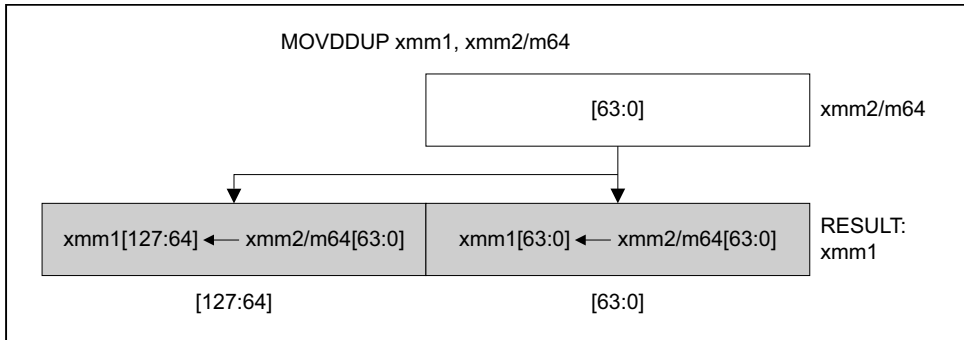 MOVDDUP xmm1, xmm2/m64
[63:0]
xmm2/m64
xmm1[127:64] ← xmm2/m64[63:0]
xmm1[63:0] ← xmm2/m64[63:0]
RESULT:
xmm1
[127:64]
[63:0]